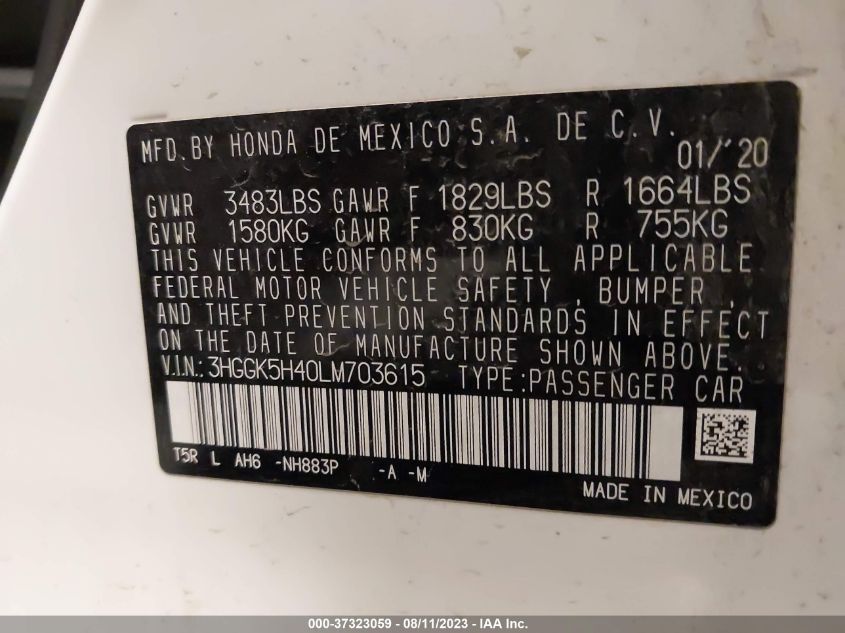 MFD. BY HONDA DE MEXICO S.A. DE C.V.
01/'20
GVWR 3483LBS GAWR F 1829LBS R 1664LBS
GVWR 1580KG GAWR F 830KG R 755KG
THIS VEHICLE CONFORMS TO ALL APPLICABLE
FEDERAL MOTOR VEHICLE SAFETY , BUMPER ,
AND THEFT PREVENTION STANDARDS IN EFFECT
ON THE DATE OF MANUFACTURE SHOWN ABOVE.
V.I.N.: 3HGGK5H40LM703615 TYPE:PASSENGER CAR
T5R L AH6 -NH883P -A -M
MADE IN MEXICO
000-37323059 - 08/11/2023 - IAA Inc.